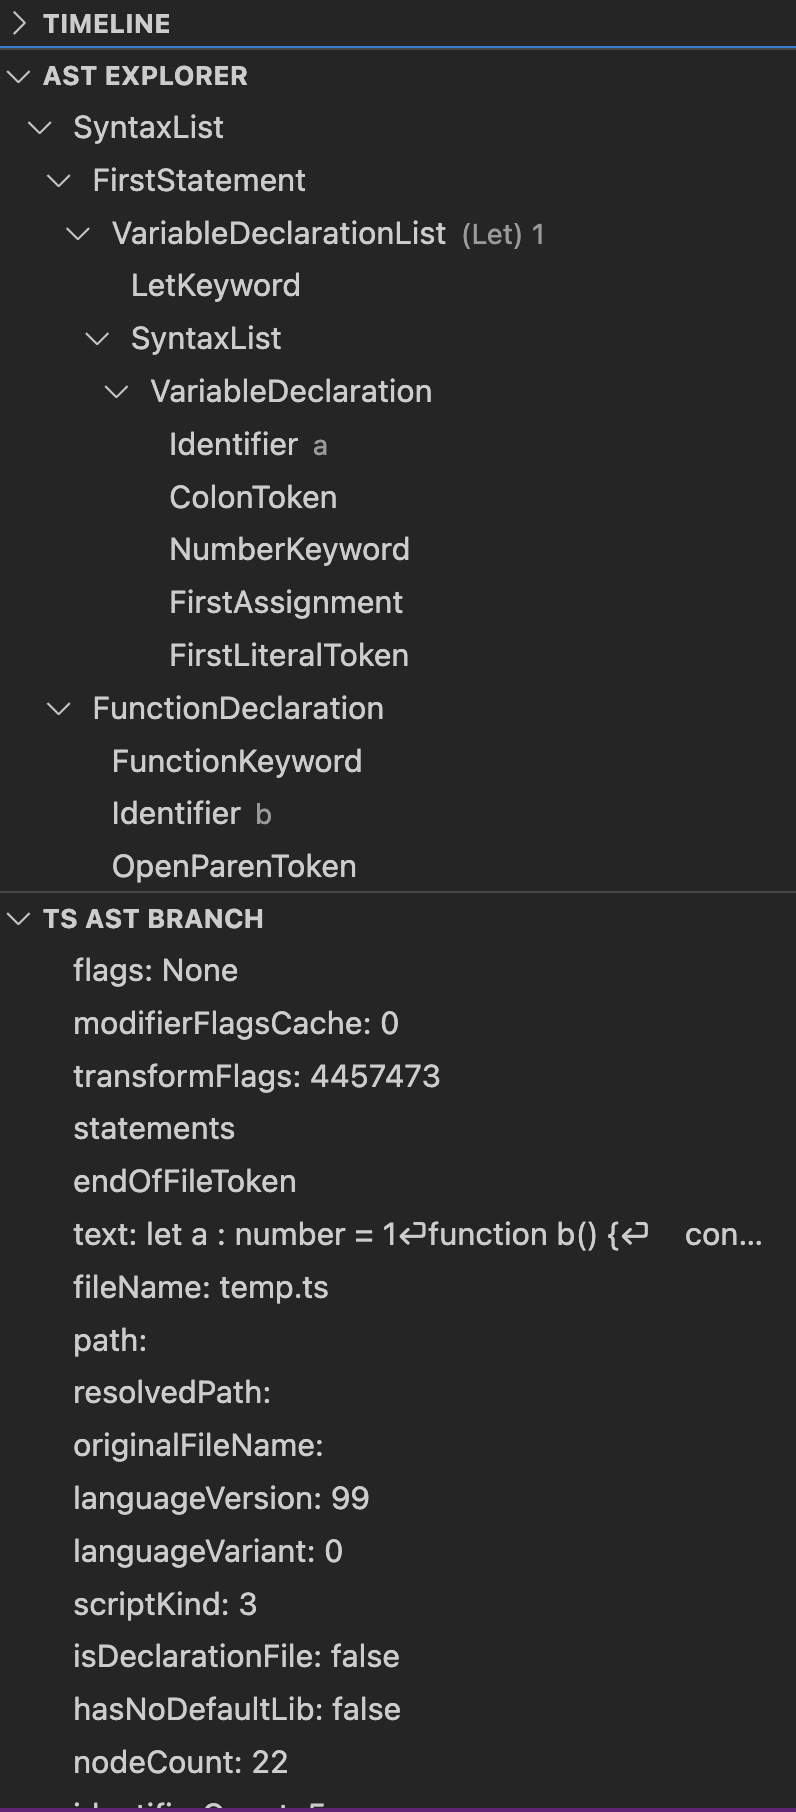 TIMELINE
AST EXPLORER
SyntaxList
FirstStatement
VariableDeclarationList (Let) 1
LetKeyword
SyntaxList
VariableDeclaration
Identifier a
ColonToken
NumberKeyword
FirstAssignment
FirstLiteralToken
FunctionDeclaration
FunctionKeyword
Identifier b
OpenParenToken
TS AST BRANCH
flags: None
modifierFlagsCache: 0
transformFlags: 4457473
statements
endOfFileToken
text: let a : number = 1↩function b() {↩ con...
fileName: temp.ts
path:
resolvedPath:
originalFileName:
languageVersion: 99
languageVariant: 0
scriptKind: 3
isDeclarationFile: false
hasNoDefaultLib: false
nodeCount: 22